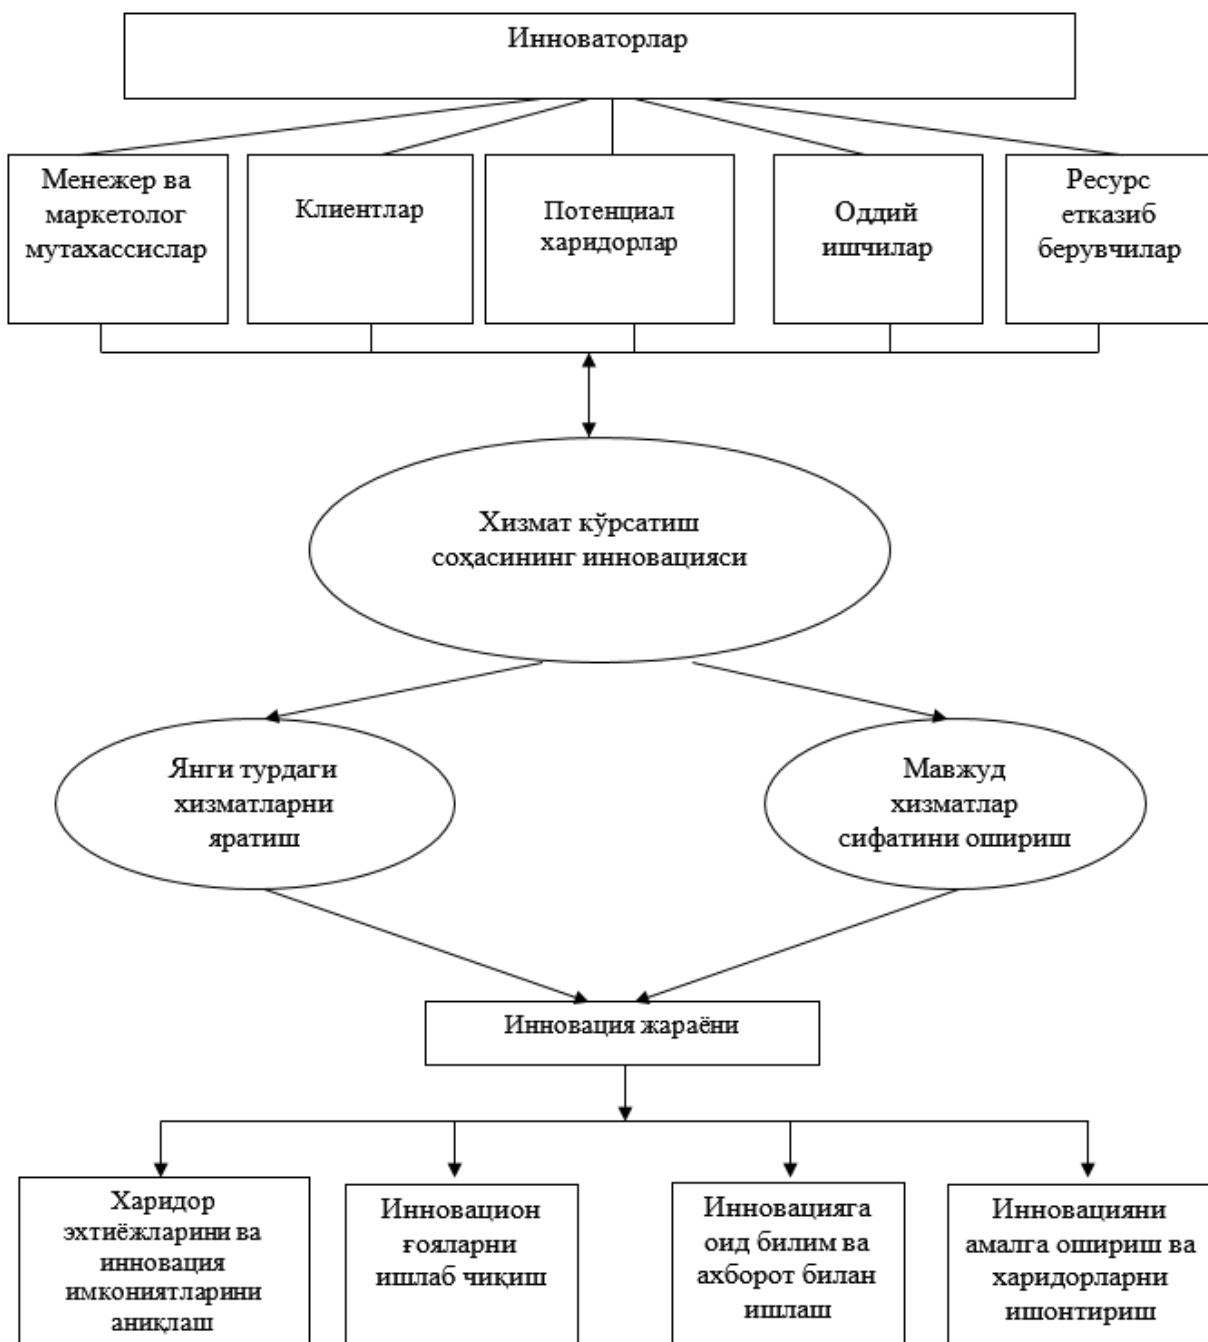 Инноваторлар
Менежер ва
маркетолог
мутахассислар
Клиентлар
Потенциал
харидорлар
Оддий
ишчилар
Ресурс
етказиб
берувчилар
Хизмат кўрсатиш
соҳасининг инновацияси
Янги турдаги
хизматларни
яратиш
Мавжуд
хизматлар
сифатини ошириш
Инновация жараёни
Харидор
эхтиёжларини ва
инновация
имкониятларини
аниқлаш
Инновацион
ғояларни
ишлаб чиқиш
Инновацияга
оид билим ва
ахборот билан
ишлаш
Инновацияни
амалга ошириш ва
харидорларни
ишонтириш